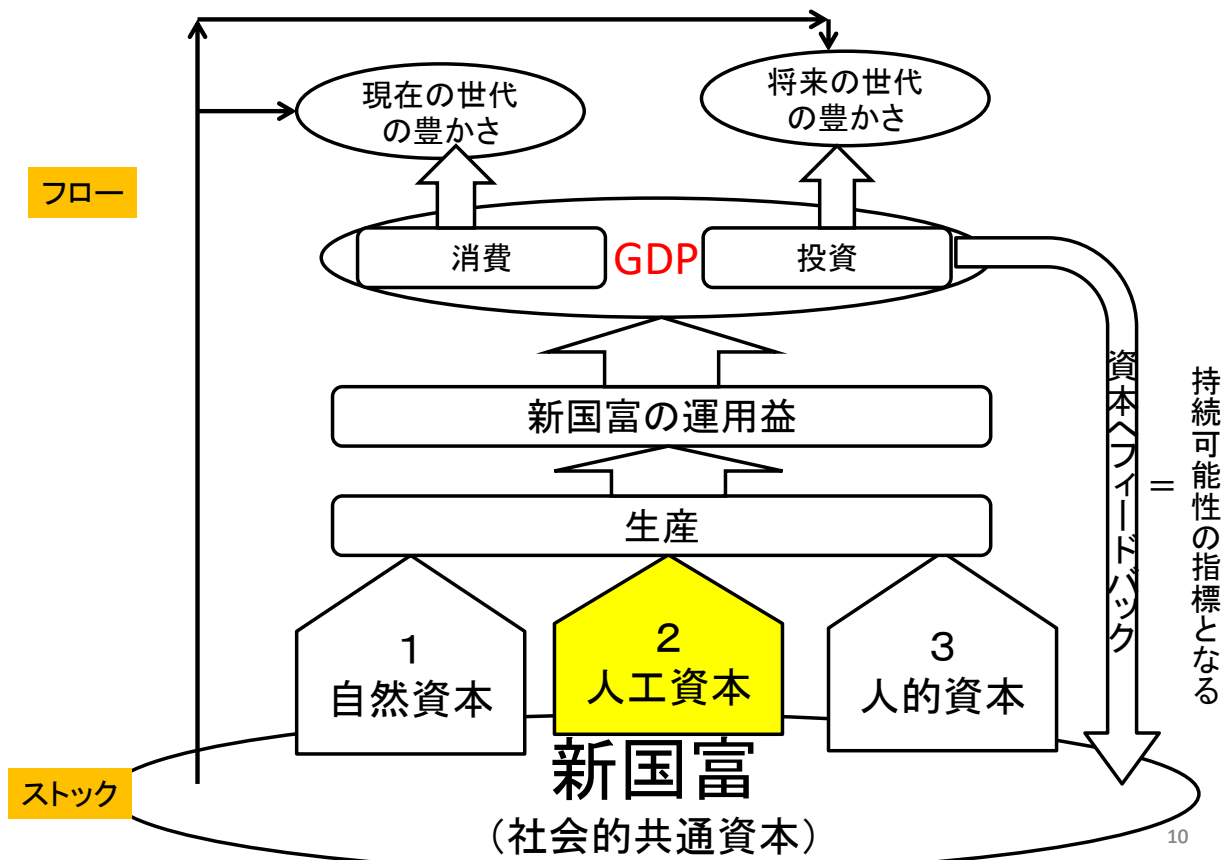 現在の世代
の豊かさ
将来の世代
の豊かさ
フロー
消費
GDP
投資
新国富の運用益
生産
資本へフィードバック
＝
持続可能性の指標となる
1
自然資本
2
人工資本
3
人的資本
ストック
新国富
（社会的共通資本）
10